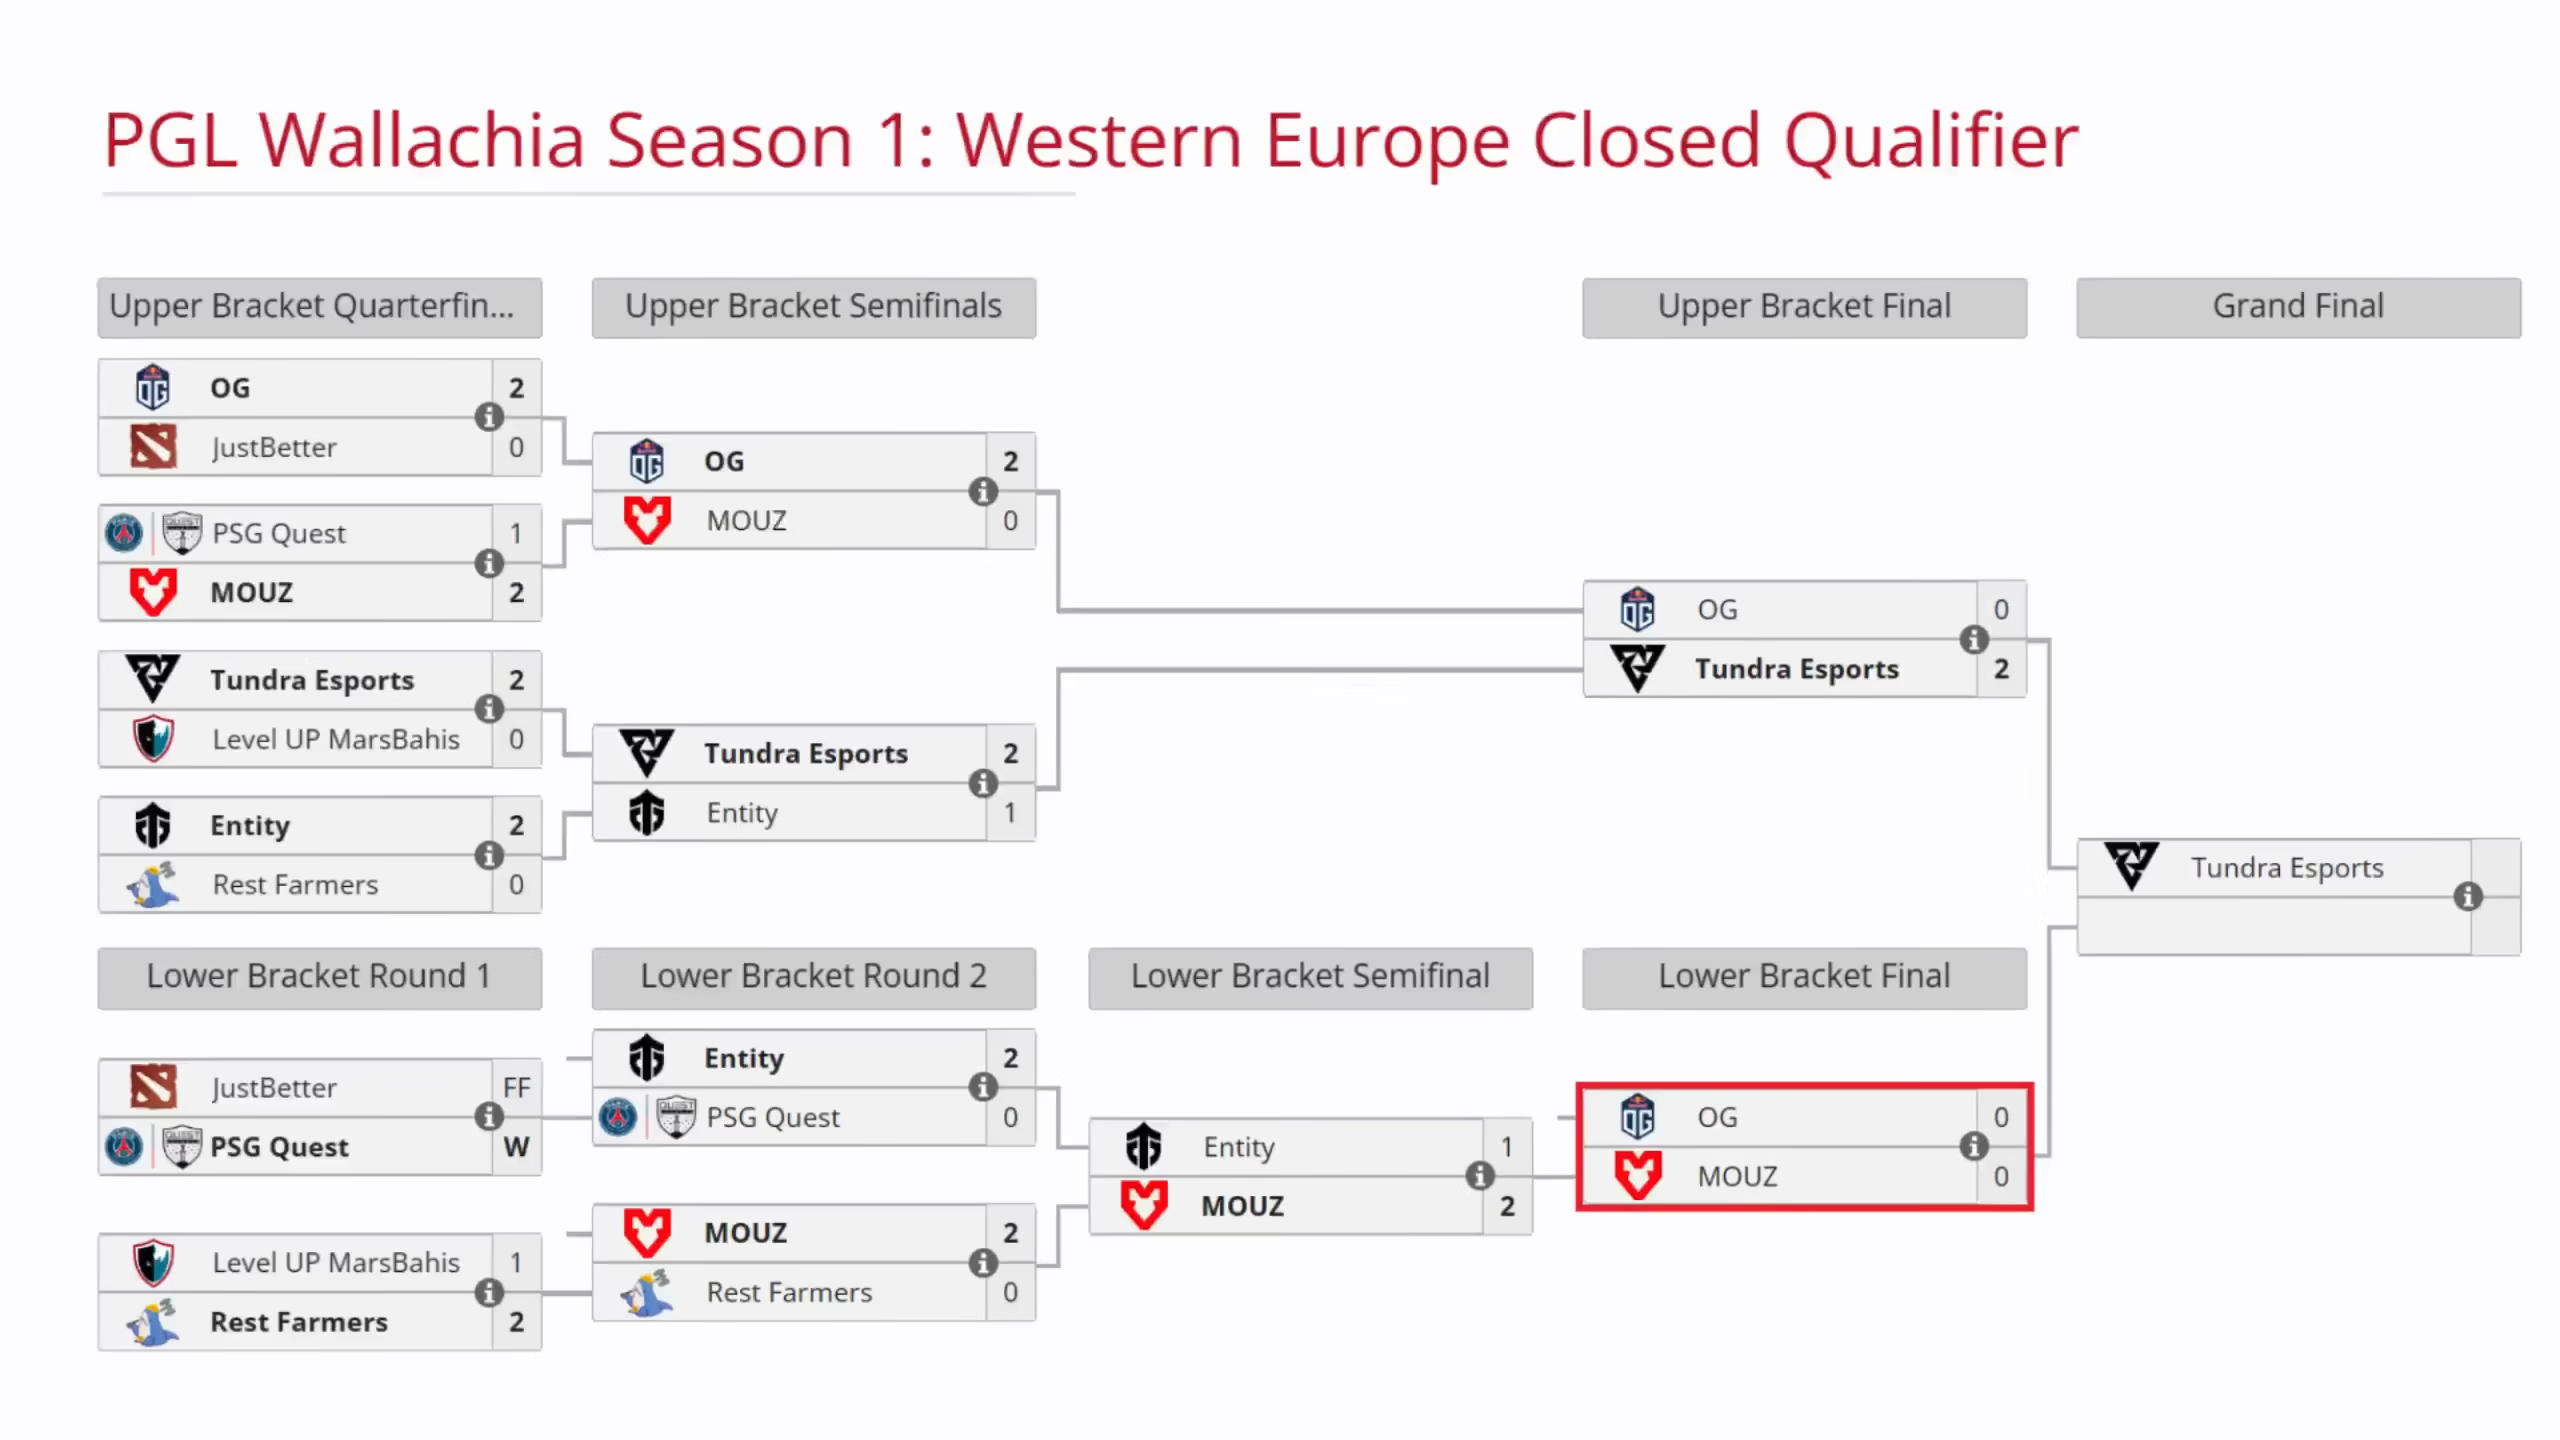 PGL Wallachia Season 1: Western Europe Closed Qualifier
Upper Bracket Quarterfin...
OG 2
JustBetter 0
PSG Quest 1
MOUZ 2
Tundra Esports 2
Level UP MarsBahis 0
Entity 2
Rest Farmers 0
Upper Bracket Semifinals
OG 2
MOUZ 0
Tundra Esports 2
Entity 1
Upper Bracket Final
OG 0
Tundra Esports 2
Grand Final
Tundra Esports
Lower Bracket Round 1
JustBetter FF
PSG Quest W
Level UP MarsBahis 1
Rest Farmers 2
Lower Bracket Round 2
Entity 2
PSG Quest 0
MOUZ 2
Rest Farmers 0
Lower Bracket Semifinal
Entity 1
MOUZ 2
Lower Bracket Final
OG 0
MOUZ 0